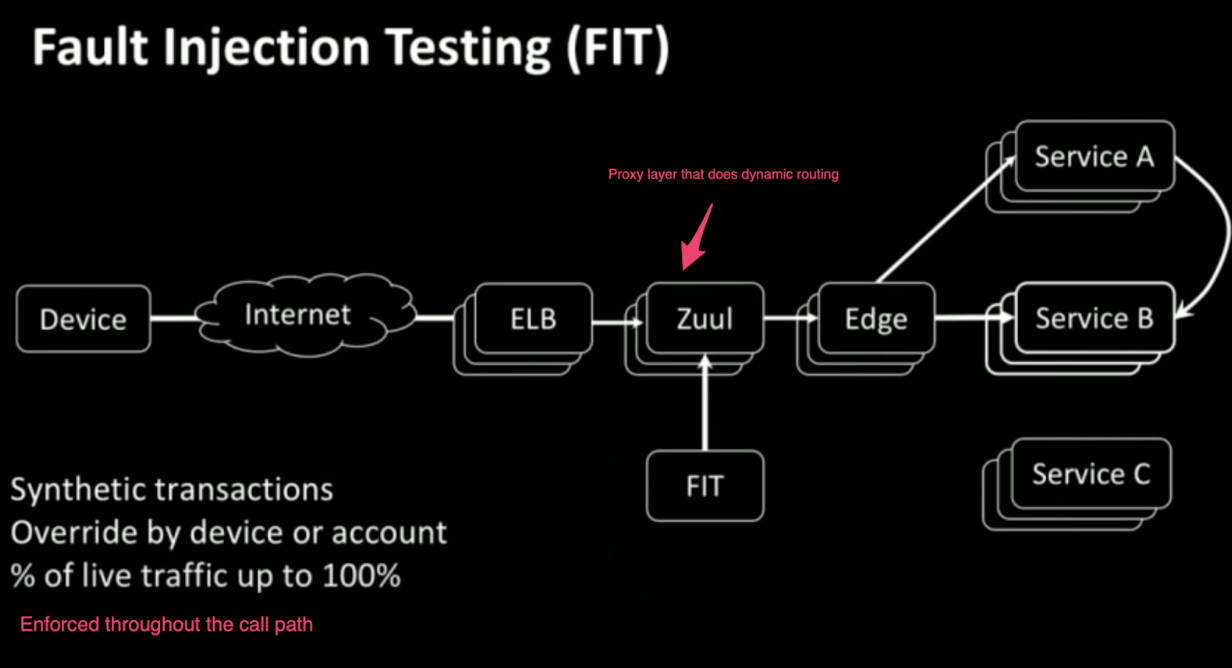 Fault Injection Testing (FIT)
Proxy layer that does dynamic routing
Service A
Device
Internet
ELB
Zuul
Edge
Service B
FIT
Service C
Synthetic transactions
Override by device or account
% of live traffic up to 100%
Enforced throughout the call path